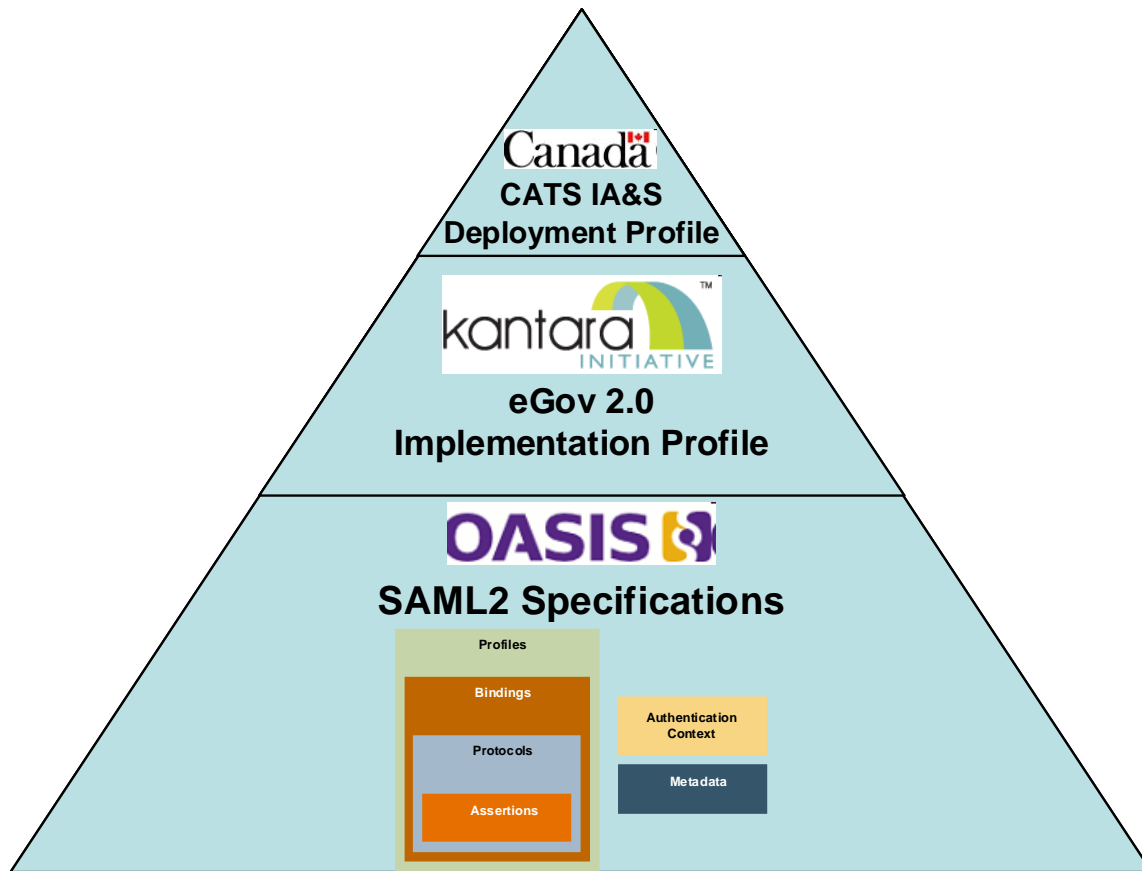 Canada
CATS IA&S
Deployment Profile
kantara
TM
INITIATIVE
eGov 2.0
Implementation Profile
OASIS
SAML2 Specifications
Profiles
Bindings
Protocols
Assertions
Authentication
Context
Metadata